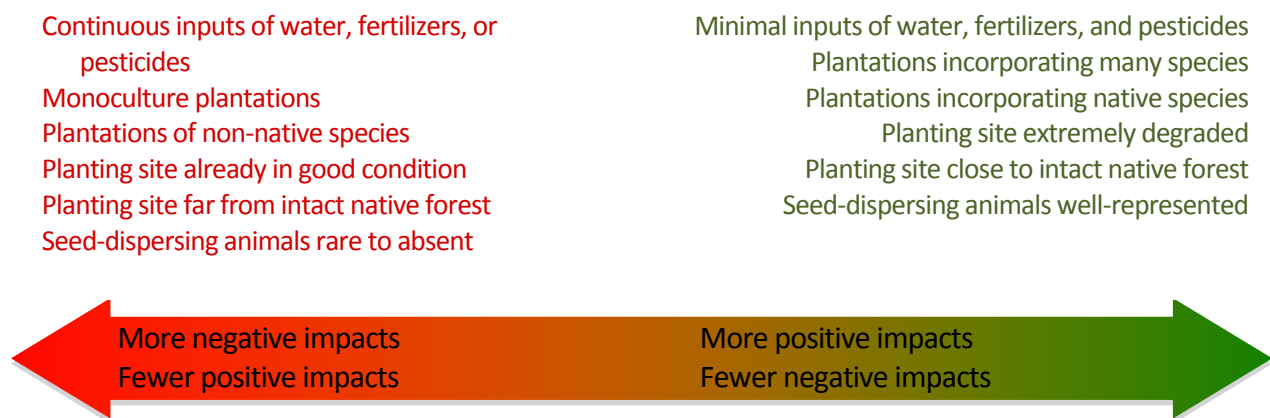 Continuous inputs of water, fertilizers, or
pesticides
Monoculture plantations
Plantations of non-native species
Planting site already in good condition
Planting site far from intact native forest
Seed-dispersing animals rare to absent
Minimal inputs of water, fertilizers, and pesticides
Plantations incorporating many species
Plantations incorporating native species
Planting site extremely degraded
Planting site close to intact native forest
Seed-dispersing animals well-represented
More negative impacts
Fewer positive impacts
More positive impacts
Fewer negative impacts